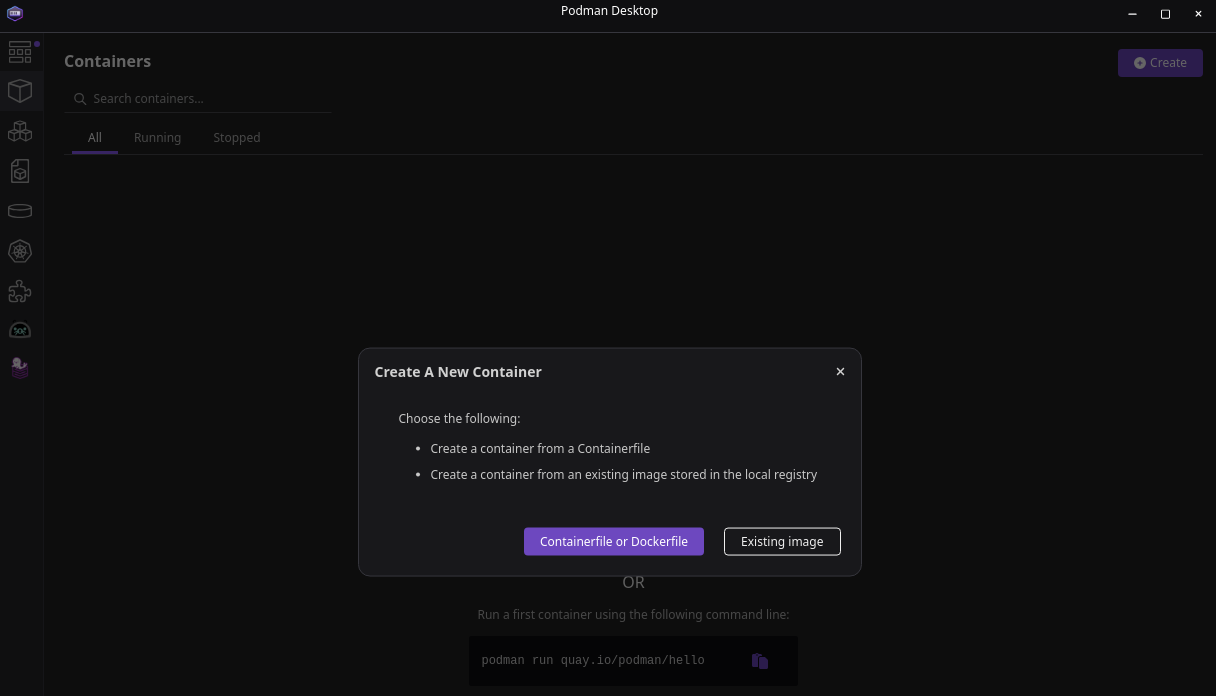 Podman Desktop
Containers
Create
Search containers...
All Running Stopped
Create A New Container
Choose the following:
• Create a container from a Containerfile
• Create a container from an existing image stored in the local registry
Containerfile or Dockerfile Existing image
OR
Run a first container using the following command line:
podman run quay.io/podman/hello